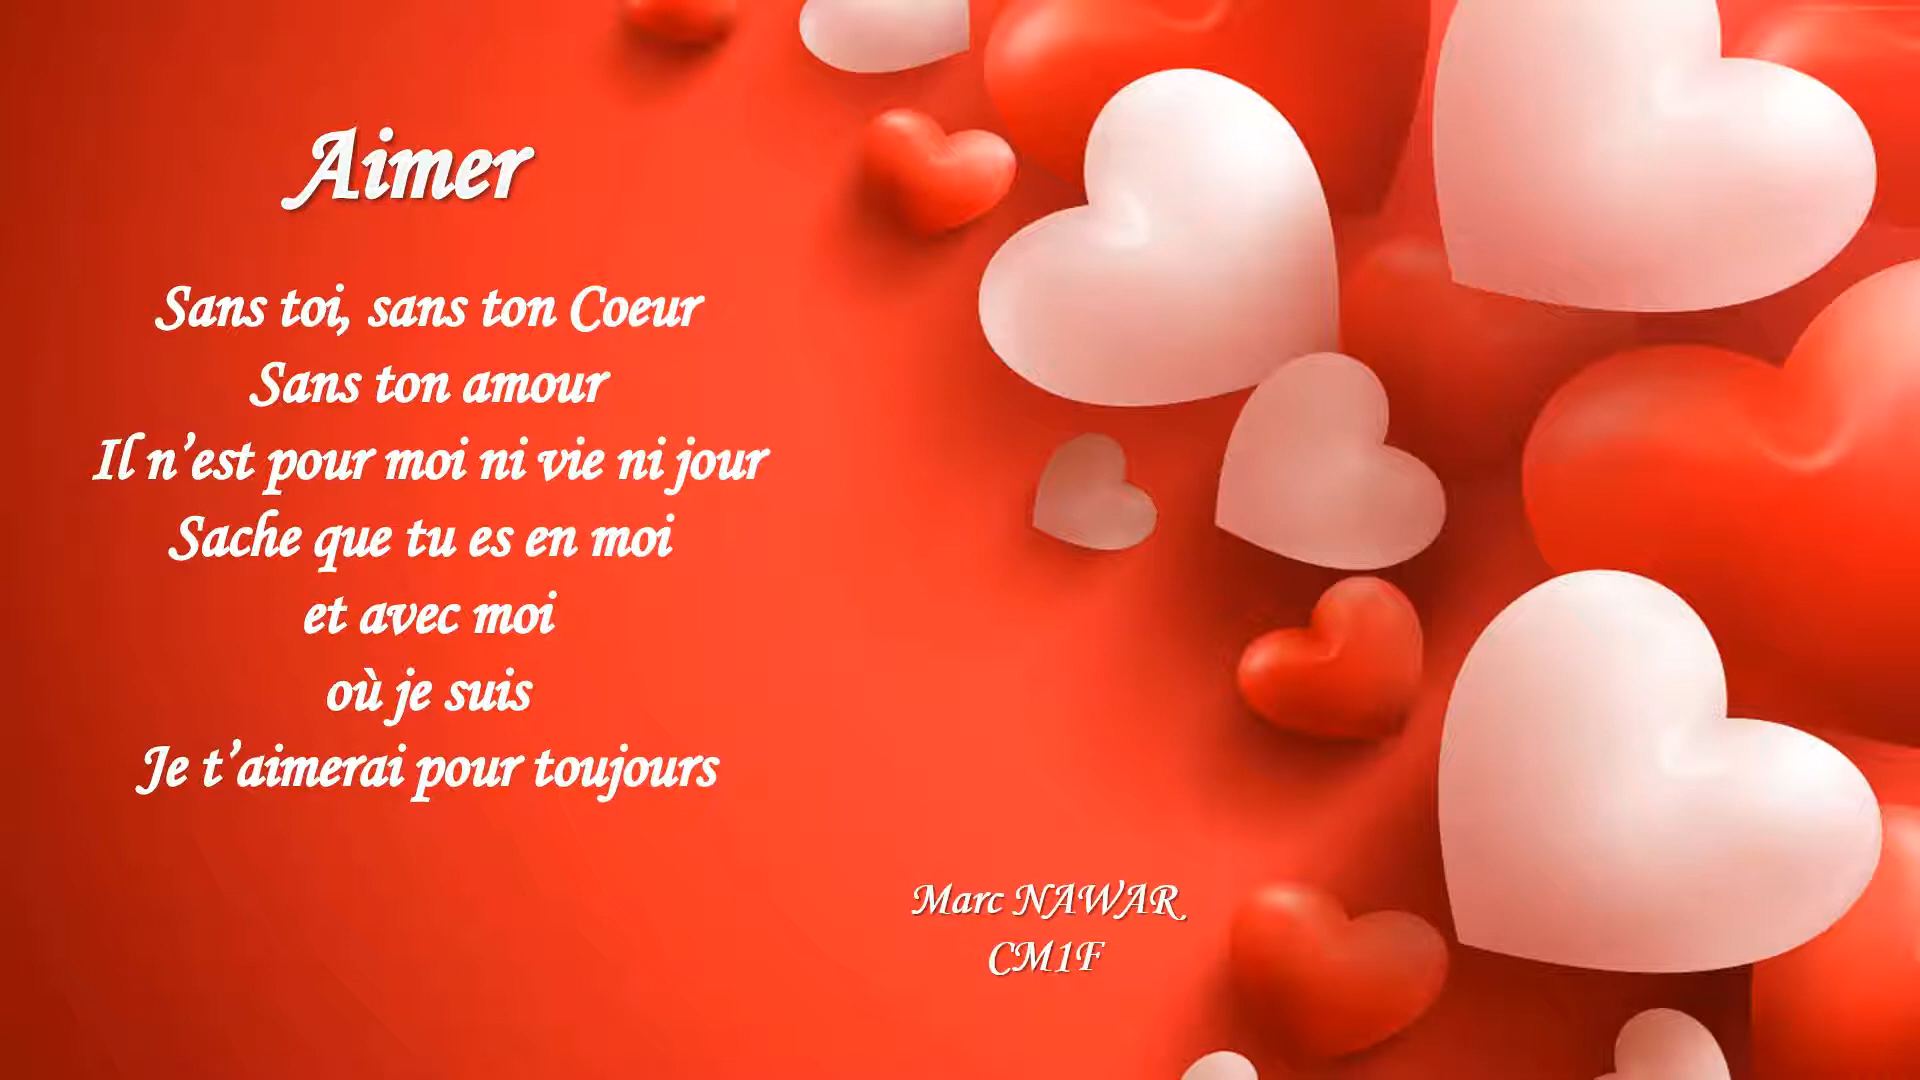 Aimer
Sans toi, sans ton Coeur
Sans ton amour
Il n’est pour moi ni vie ni jour
Sache que tu es en moi
et avec moi
où je suis
Je t’aimerai pour toujours
Marc NAWAR
CM1F